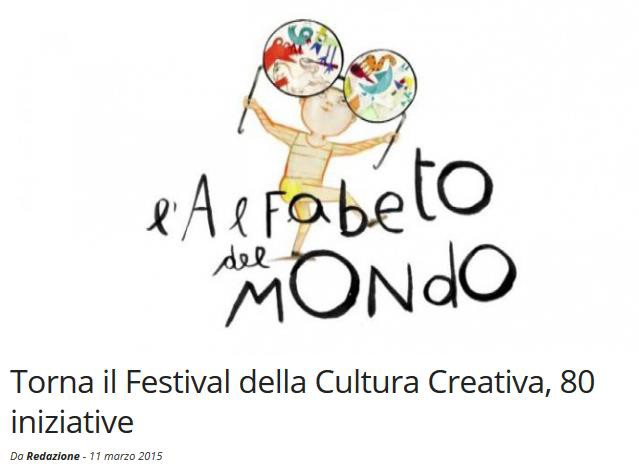 l'AlFabeto
del
MONdO
Torna il Festival della Cultura Creativa, 80
iniziative
Da Redazione - 11 marzo 2015